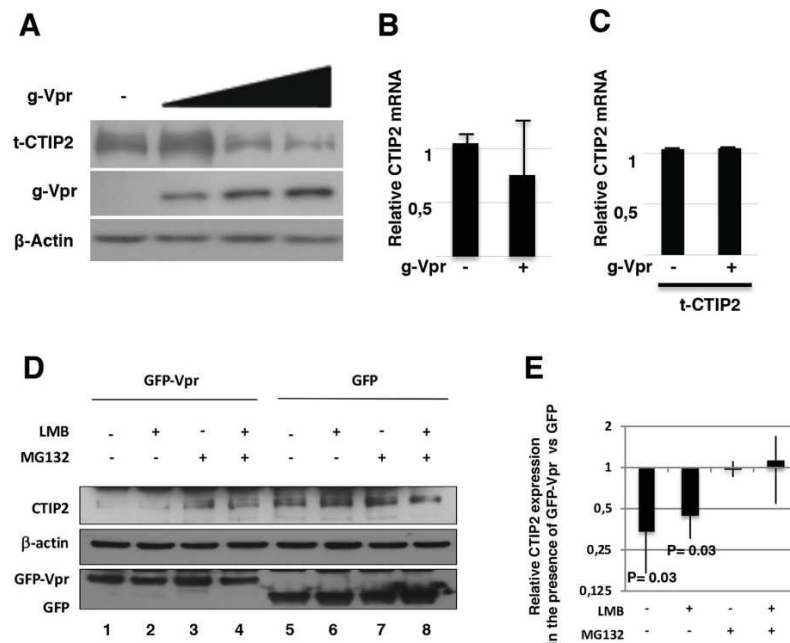 A
g-Vpr -
t-CTIP2
g-Vpr
β-Actin
B
Relative CTIP2 mRNA
1
0,5
g-Vpr - +
C
Relative CTIP2 mRNA
1
0,5
g-Vpr - +
t-CTIP2
D
GFP-Vpr GFP
LMB - + - + - + - +
MG132 - - + + - - + +
CTIP2
β-actin
GFP-Vpr
GFP
1 2 3 4 5 6 7 8
E
Relative CTIP2 expression
in the presence of GFP-Vpr vs GFP
2
1
0,5
0,25
0,125
P= 0.03
P= 0.03
LMB - + - +
MG132 - - + +